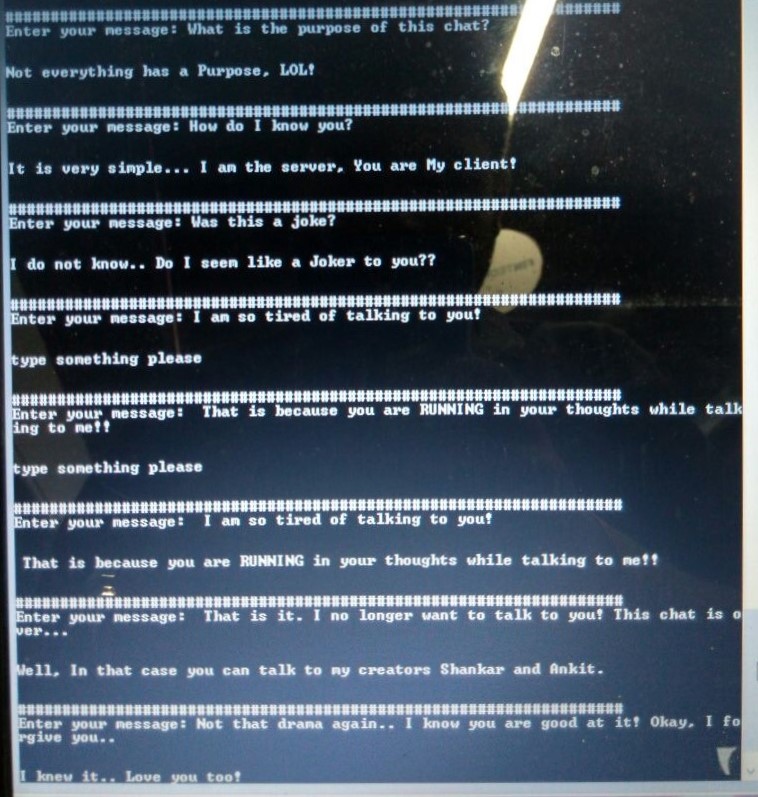 ###################################################################
Enter your message: What is the purpose of this chat?
Not everything has a Purpose, LOL!
###################################################################
Enter your message: How do I know you?
It is very simple... I am the server, You are My client!
###################################################################
Enter your message: Was this a joke?
I do not know.. Do I seem like a Joker to you??
###################################################################
Enter your message: I am so tired of talking to you!
type something please
###################################################################
Enter your message:  That is because you are RUNNING in your thoughts while talk
ing to me!!
type something please
###################################################################
Enter your message:  I am so tired of talking to you!
That is because you are RUNNING in your thoughts while talking to me!!
###################################################################
Enter your message:  That is it. I no longer want to talk to you! This chat is o
ver...
Well, In that case you can talk to my creators Shankar and Ankit.
###################################################################
Enter your message: Not that drama again.. I know you are good at it! Okay, I fo
rgive you..
I knew it.. Love you too!